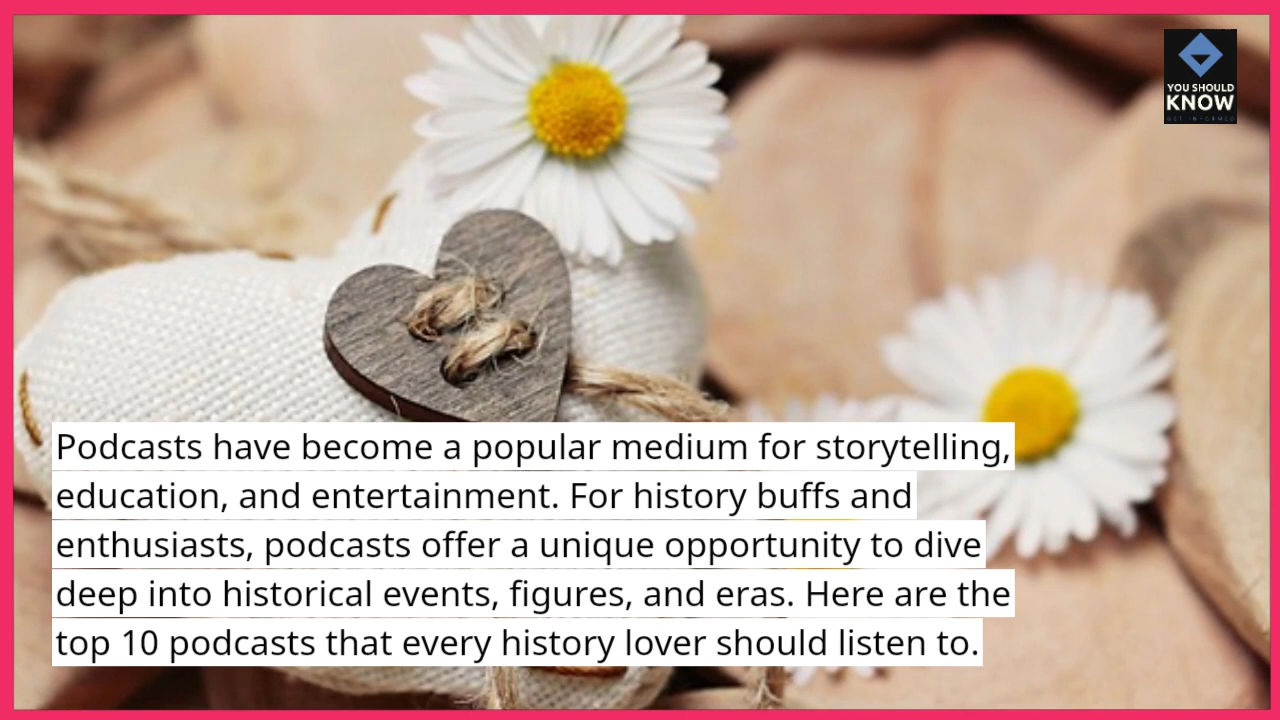 YOU SHOULD
KNOW
GET INFORMED
Podcasts have become a popular medium for storytelling,
education, and entertainment. For history buffs and
enthusiasts, podcasts offer a unique opportunity to dive
deep into historical events, figures, and eras. Here are the
top 10 podcasts that every history lover should listen to.